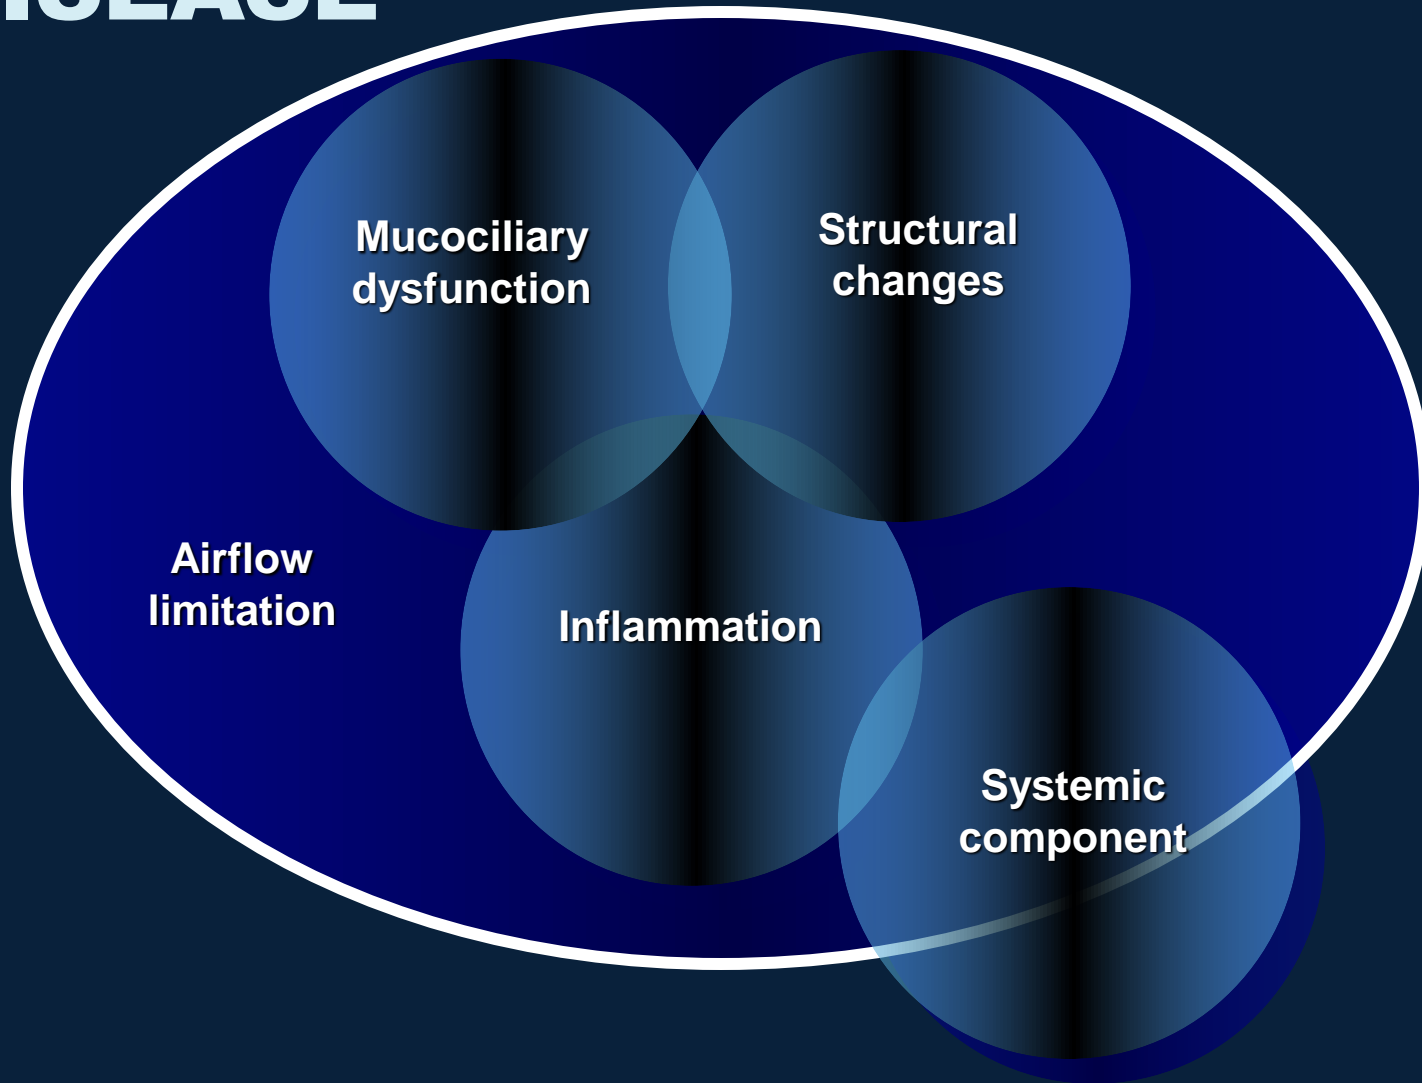 Mucociliary
dysfunction
Structural
changes
Airflow
limitation
Inflammation
Systemic
component